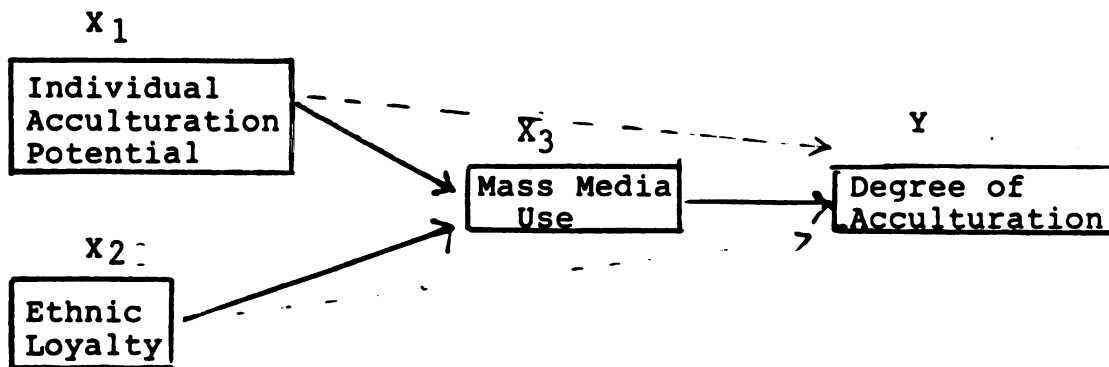 X1
Individual
Acculturation
Potential
X3
Mass Media
Use
Y
Degree of
Acculturation
X2
Ethnic
Loyalty